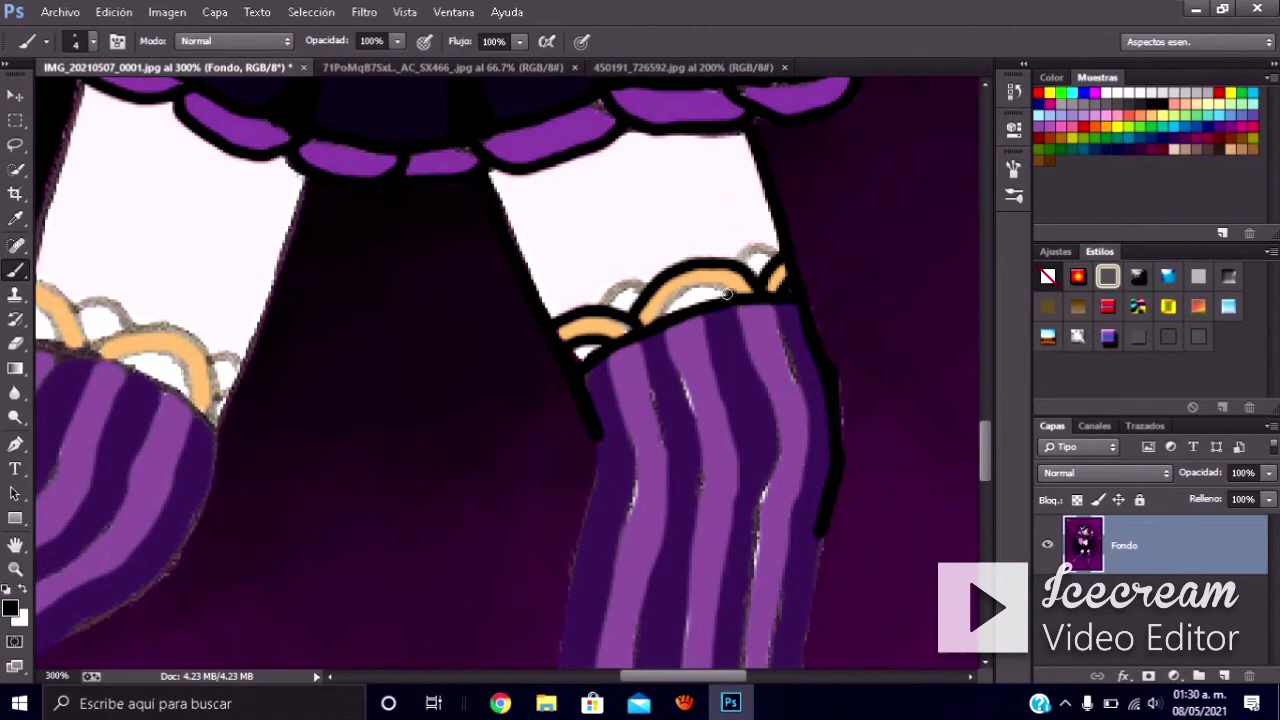 Ps Archivo Edición Imagen Capa Texto Selección Filtro Vista Ventana Ayuda
4 Modo: Normal Opacidad: 100% Flujo: 100% Aspectos esen.
IMG_20210507_0001.jpg al 300% (Fondo, RGB/8*) * × 71PoMqB7SxL._AC_SX466_.jpg al 66.7% (RGB/8#) × 450191_726592.jpg al 200% (RGB/8#) ×
Color Muestras
Ajustes Estilos
Capas Canales Trazados
Tipo
Normal Opacidad: 100%
Bloq.: Relleno: 100%
Fondo
Icecream
Video Editor
300% Doc: 4.23 MB/4.23 MB
Escribe aquí para buscar
01:30 a. m.
08/05/2021